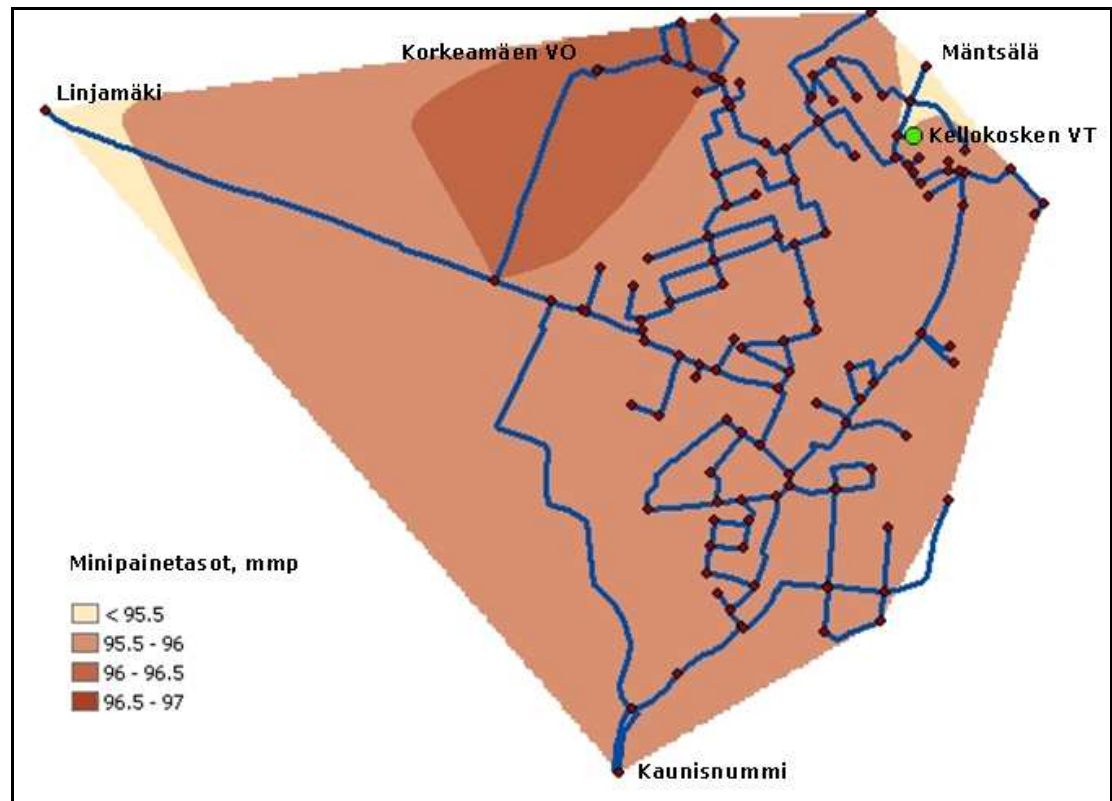 Korkeamäen VO
Mäntsälä
Linjamäki
Kellokosken VT
Minipainetasot, mmp
< 95.5
95.5 - 96
96 - 96.5
96.5 - 97
Kaunisnummi